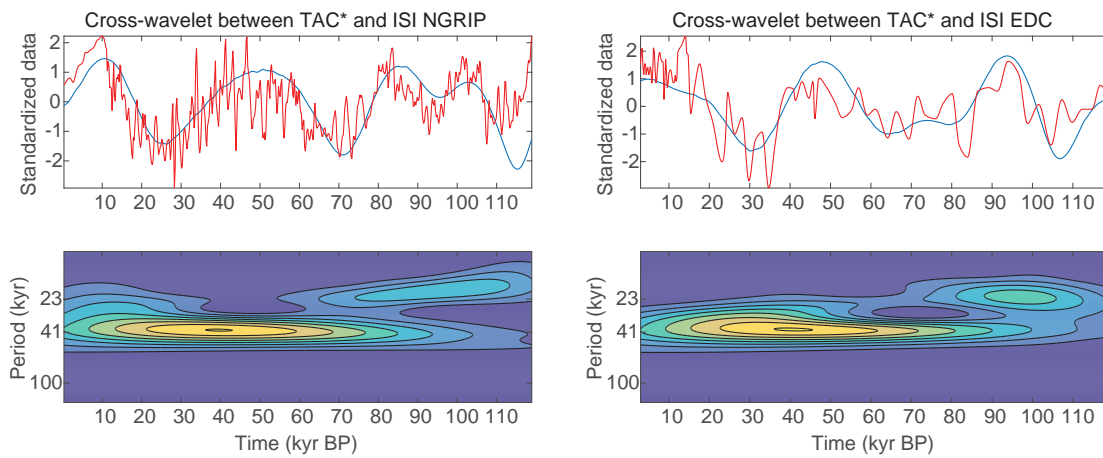 Cross-wavelet between TAC* and ISI NGRIP
Standardized data
2
1
0
-1
-2
10 20 30 40 50 60 70 80 90 100 110
Period (kyr)
23
41
100
10 20 30 40 50 60 70 80 90 100 110
Time (kyr BP)
Cross-wavelet between TAC* and ISI EDC
Standardized data
2
1
0
-1
-2
10 20 30 40 50 60 70 80 90 100 110
Period (kyr)
23
41
100
10 20 30 40 50 60 70 80 90 100 110
Time (kyr BP)